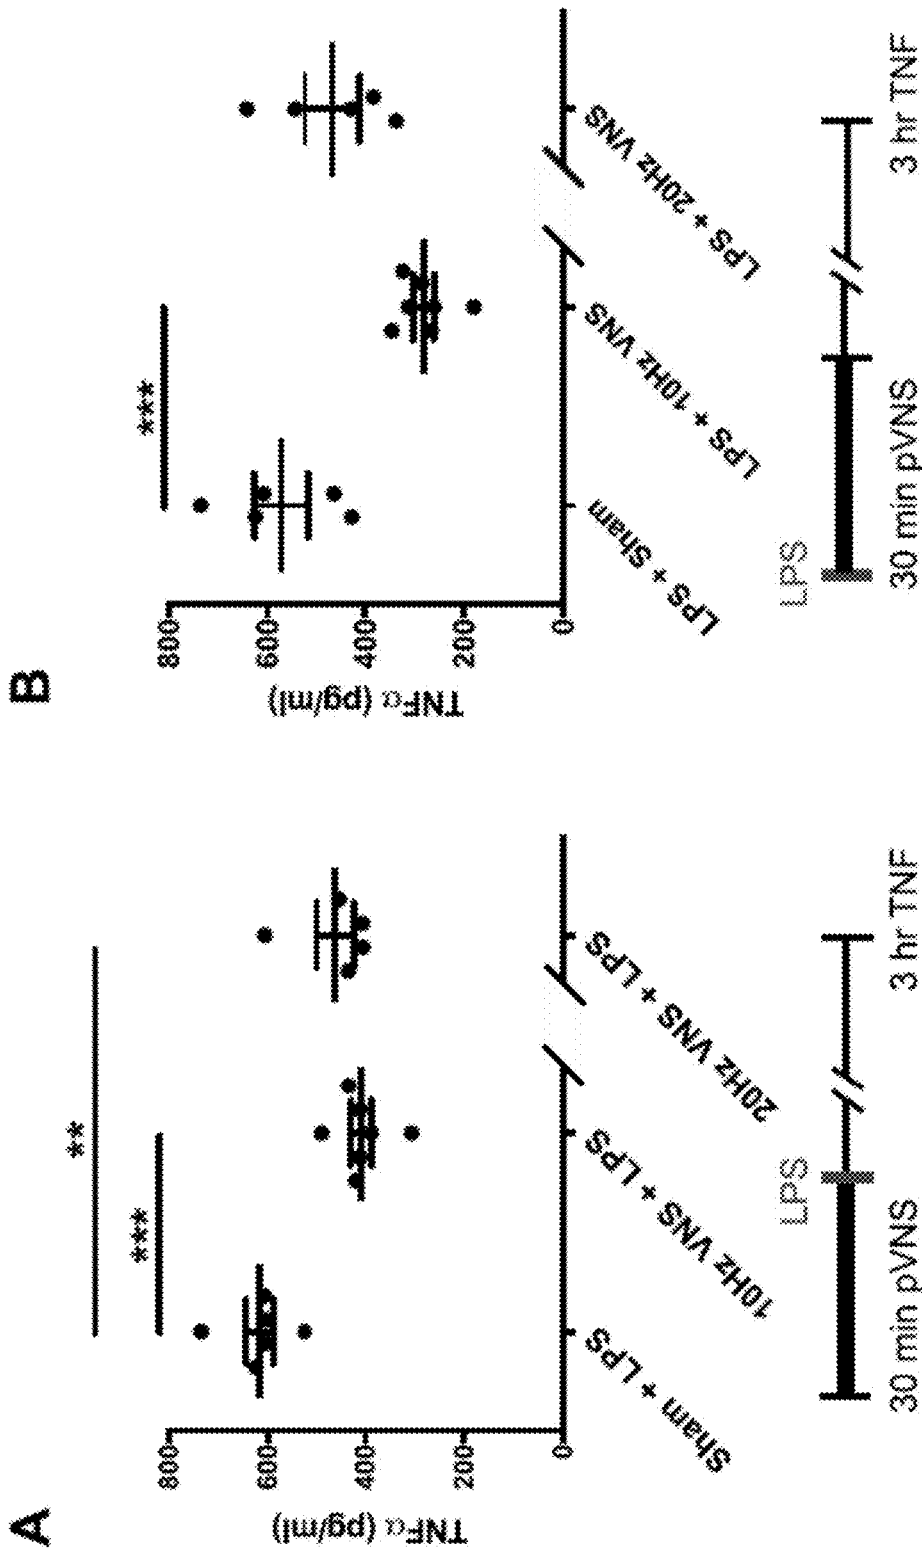 A
TNFα (pg/ml)
800
600
400
200
0
**
***
Sham + LPS
10Hz VNS + LPS
20Hz VNS + LPS
LPS
30 min pVNS
3 hr TNF
B
TNFα (pg/ml)
800
600
400
200
0
***
LPS + Sham
LPS + 10Hz VNS
LPS + 20Hz VNS
LPS
30 min pVNS
3 hr TNF